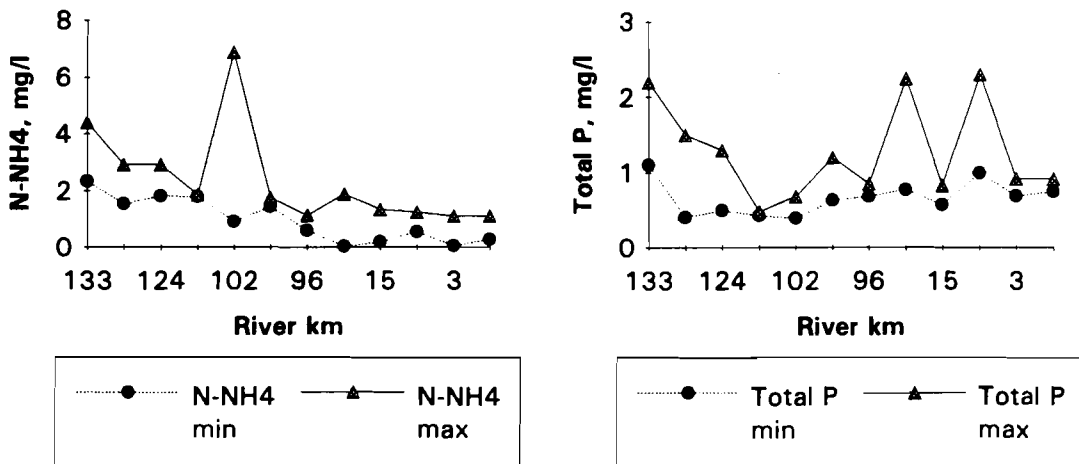 N-NH4, mg/l
8
6
4
2
0
133 124 102 96 15 3
River km
N-NH4 min
N-NH4 max
Total P, mg/l
3
2
1
0
133 124 102 96 15 3
River km
Total P min
Total P max